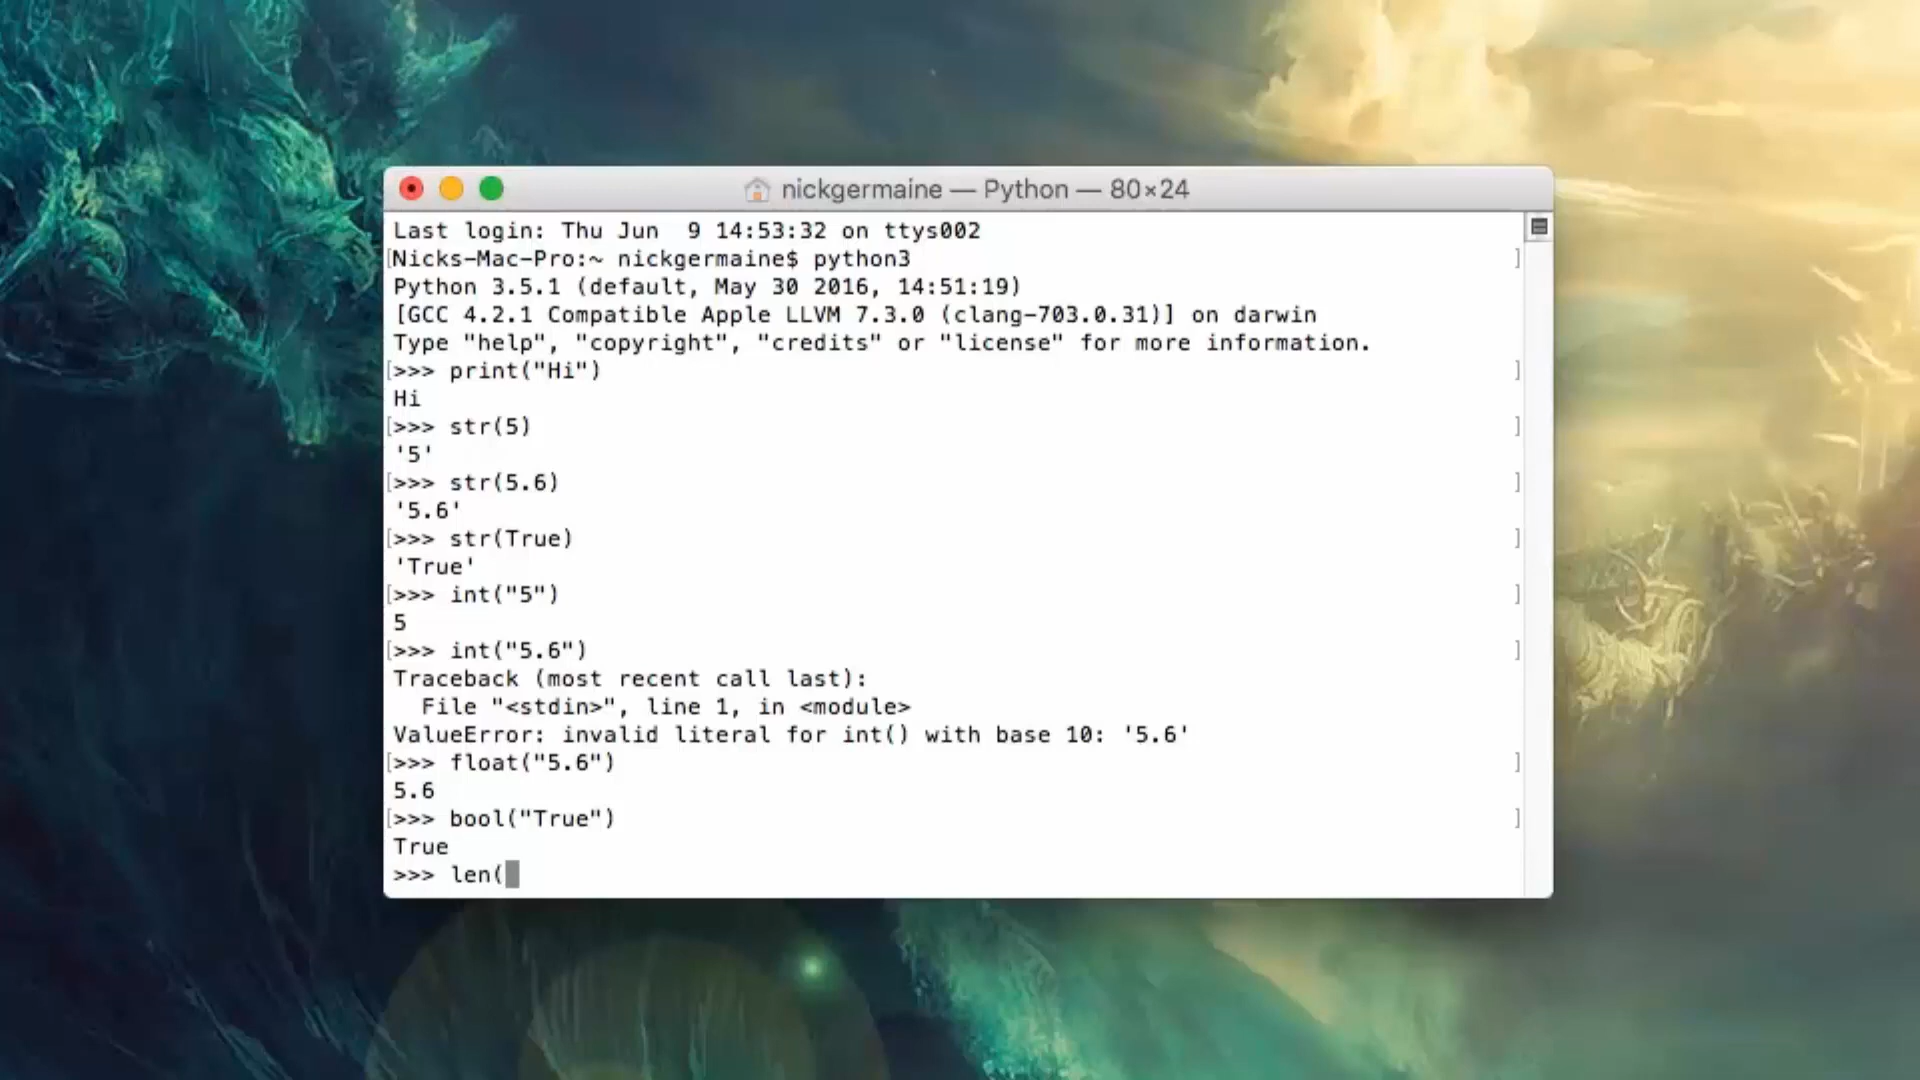 nickgermaine — Python — 80×24
Last login: Thu Jun  9 14:53:32 on ttys002
[Nicks-Mac-Pro:~ nickgermaine$ python3 ]
Python 3.5.1 (default, May 30 2016, 14:51:19)
[GCC 4.2.1 Compatible Apple LLVM 7.3.0 (clang-703.0.31)] on darwin
Type "help", "copyright", "credits" or "license" for more information.
[>>> print("Hi") ]
Hi
[>>> str(5) ]
'5'
[>>> str(5.6) ]
'5.6'
[>>> str(True) ]
'True'
[>>> int("5") ]
5
[>>> int("5.6") ]
Traceback (most recent call last):
  File "<stdin>", line 1, in <module>
ValueError: invalid literal for int() with base 10: '5.6'
[>>> float("5.6") ]
5.6
[>>> bool("True") ]
True
>>> len(